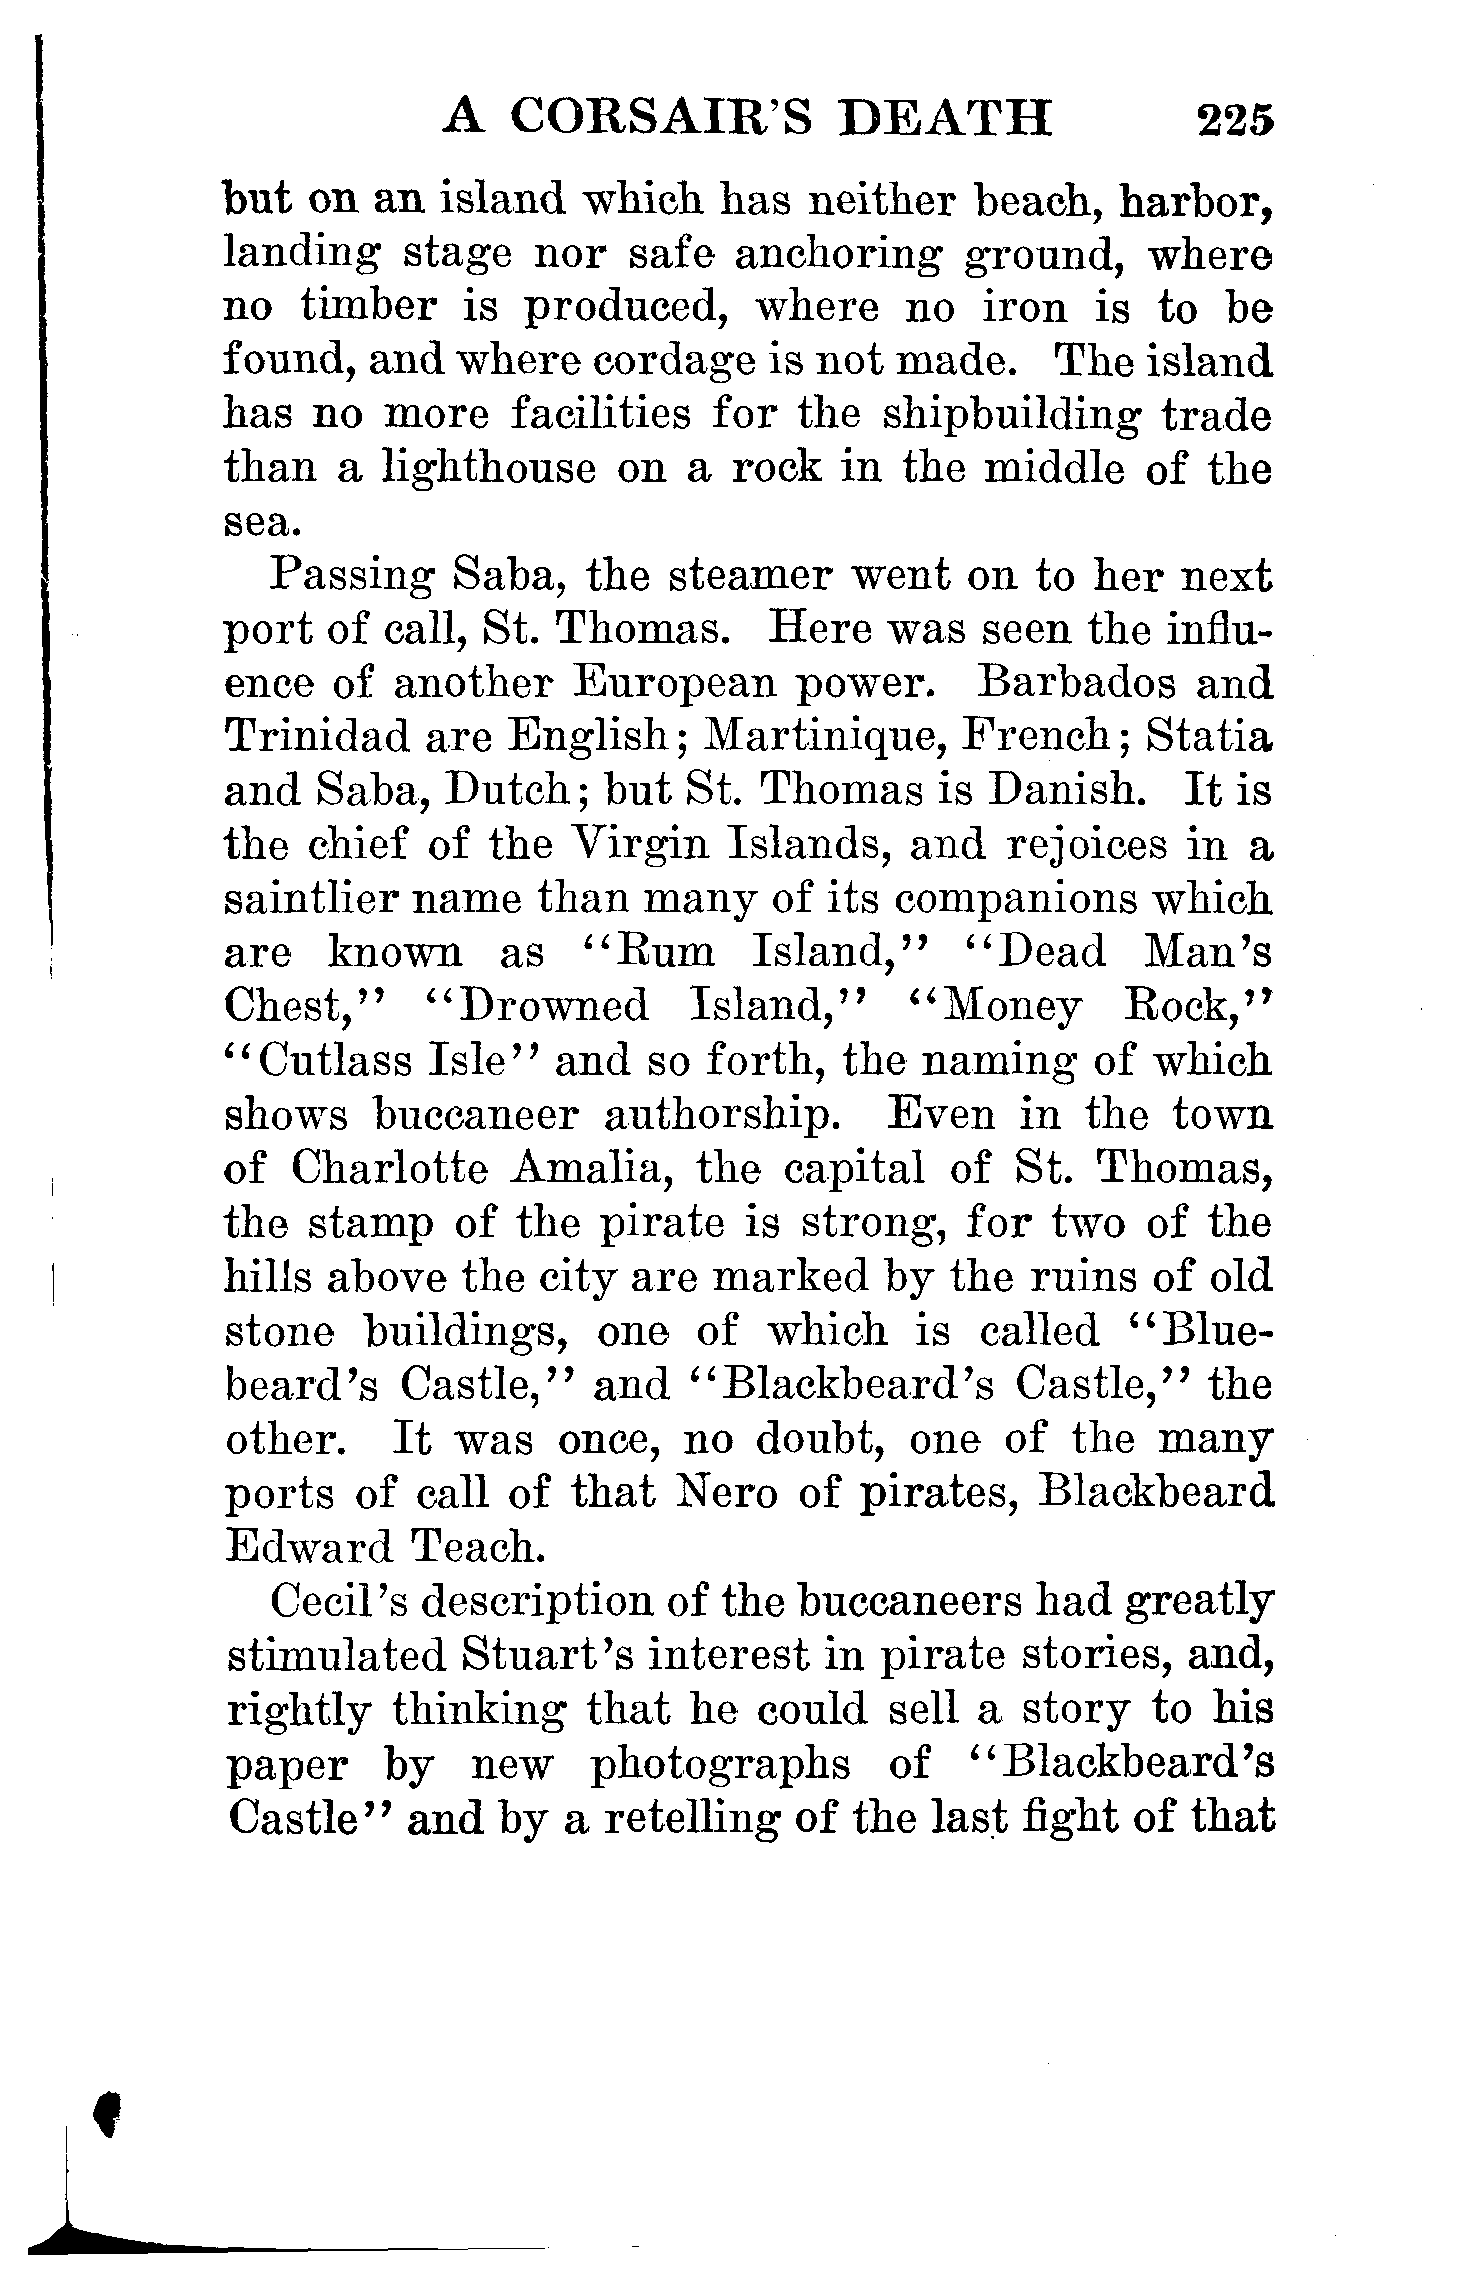 A CORSAIR'S DEATH 225
but on an island which has neither beach, harbor,
landing stage nor safe anchoring ground, where
no timber is produced, where no iron is to be
found, and where cordage is not made. The island
has no more facilities for the shipbuilding trade
than a lighthouse on a rock in the middle of the
sea.
Passing Saba, the steamer went on to her next
port of call, St. Thomas. Here was seen the influ-
ence of another European power. Barbados and
Trinidad are English; Martinique, French; Statia
and Saba, Dutch; but St. Thomas is Danish. It is
the chief of the Virgin Islands, and rejoices in a
saintlier name than many of its companions which
are known as "Rum Island," "Dead Man's
Chest," "Drowned Island," "Money Rock,"
"Cutlass Isle" and so forth, the naming of which
shows buccaneer authorship. Even in the town
of Charlotte Amalia, the capital of St. Thomas,
the stamp of the pirate is strong, for two of the
hills above the city are marked by the ruins of old
stone buildings, one of which is called "Blue-
beard's Castle," and "Blackbeard's Castle," the
other. It was once, no doubt, one of the many
ports of call of that Nero of pirates, Blackbeard
Edward Teach.
Cecil's description of the buccaneers had greatly
stimulated Stuart's interest in pirate stories, and,
rightly thinking that he could sell a story to his
paper by new photographs of "Blackbeard's
Castle" and by a retelling of the last fight of that